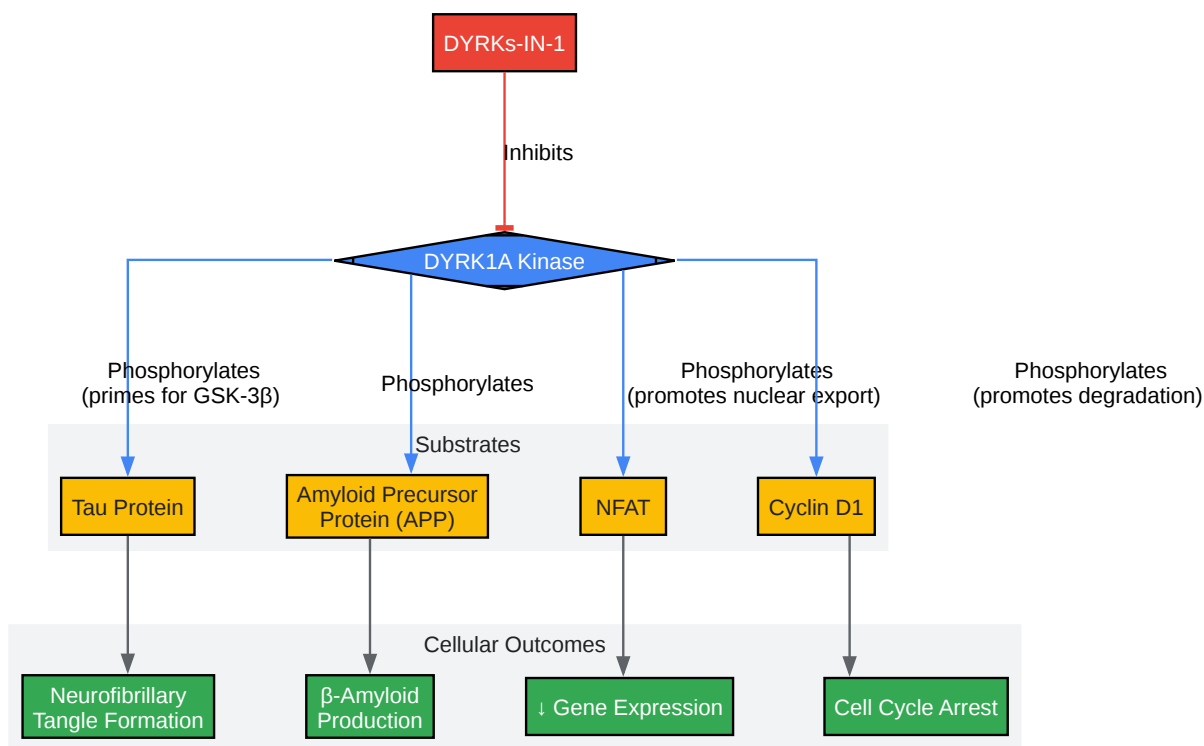 DYRKs-IN-1
Inhibits
DYRK1A Kinase
Phosphorylates
(primes for GSK-3β)
Phosphorylates
Phosphorylates
(promotes nuclear export)
Phosphorylates
(promotes degradation)
Substrates
Tau Protein
Amyloid Precursor
Protein (APP)
NFAT
Cyclin D1
Cellular Outcomes
Neurofibrillary
Tangle Formation
β-Amyloid
Production
↓ Gene Expression
Cell Cycle Arrest